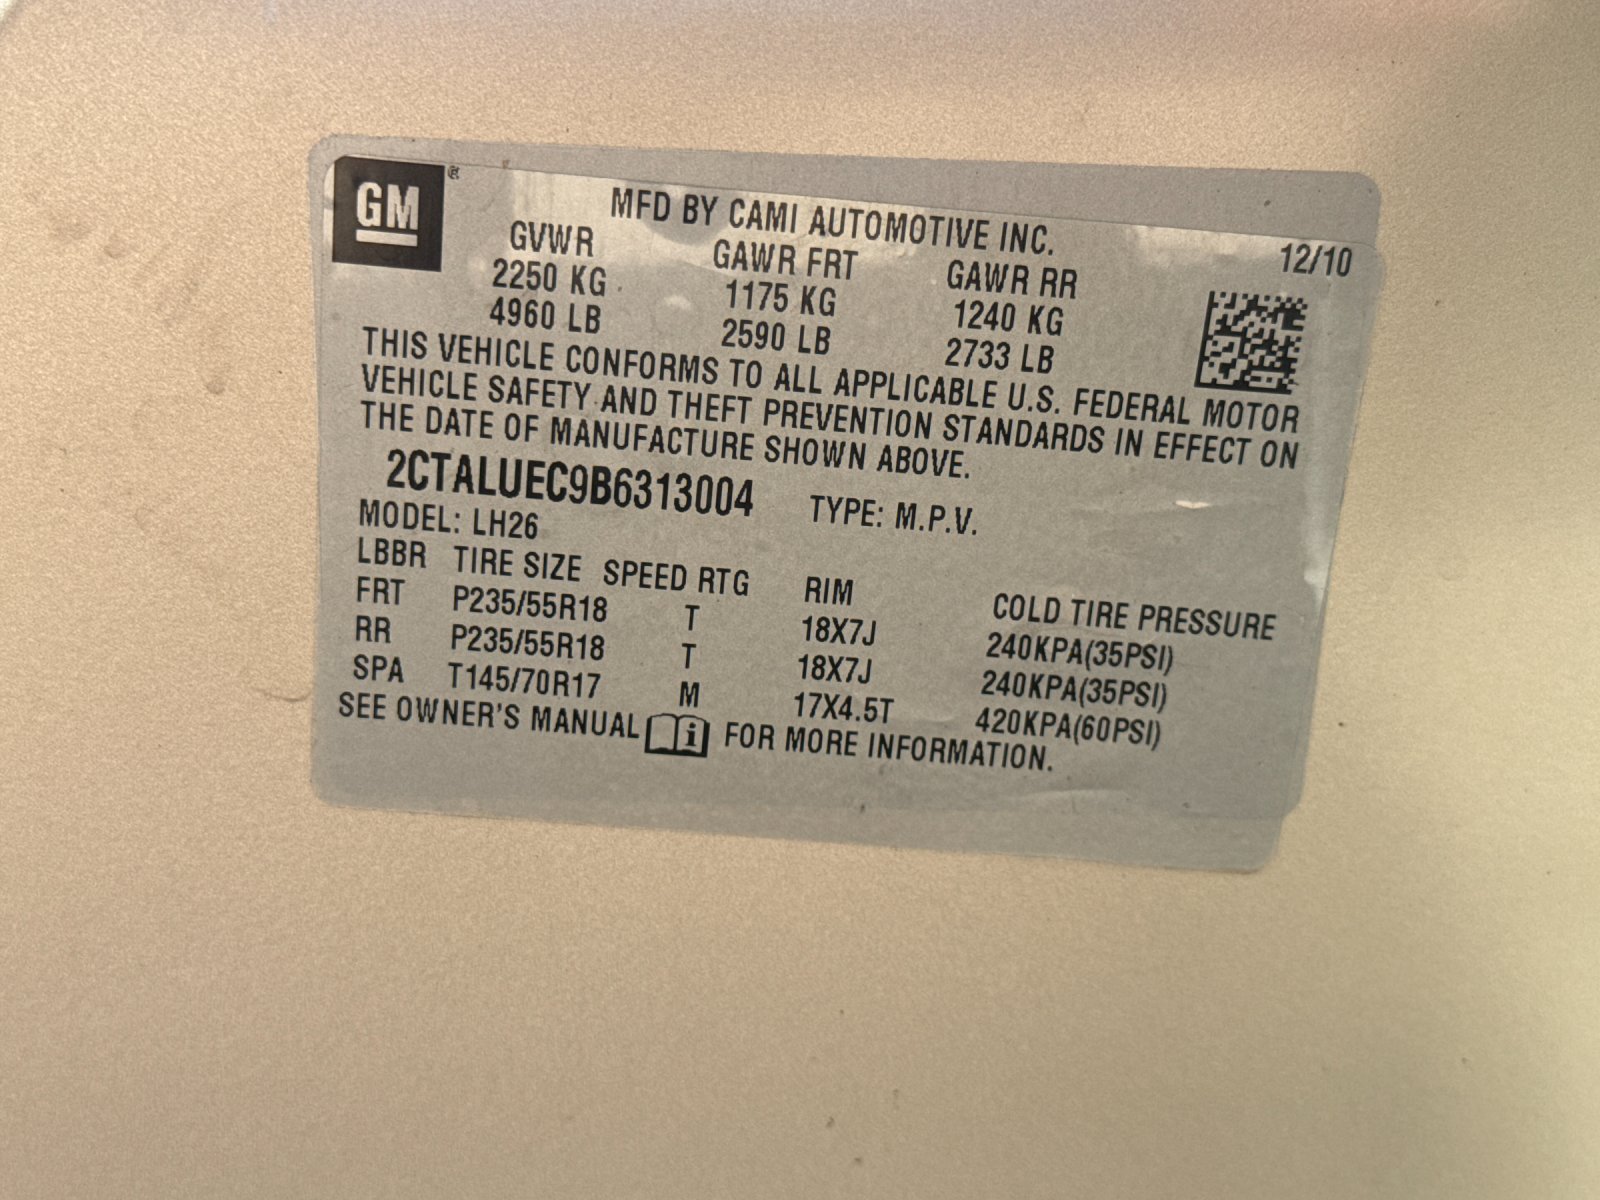 GM®
MFD BY CAMI AUTOMOTIVE INC.
12/10
GVWR GAWR FRT GAWR RR
2250 KG 1175 KG 1240 KG
4960 LB 2590 LB 2733 LB
THIS VEHICLE CONFORMS TO ALL APPLICABLE U.S. FEDERAL MOTOR
VEHICLE SAFETY AND THEFT PREVENTION STANDARDS IN EFFECT ON
THE DATE OF MANUFACTURE SHOWN ABOVE.
2CTALUEC9B6313004 TYPE: M.P.V.
MODEL: LH26
LBBR TIRE SIZE SPEED RTG RIM COLD TIRE PRESSURE
FRT P235/55R18 T 18X7J 240KPA(35PSI)
RR P235/55R18 T 18X7J 240KPA(35PSI)
SPA T145/70R17 M 17X4.5T 420KPA(60PSI)
SEE OWNER'S MANUAL i FOR MORE INFORMATION.